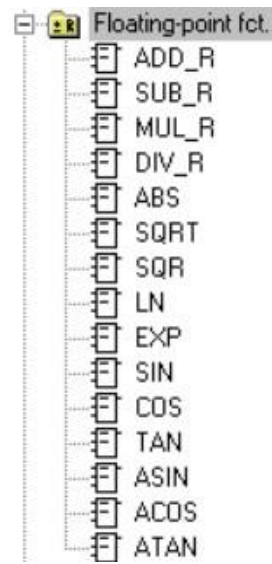 ± R Floating-point fct.
ADD_R
SUB_R
MUL_R
DIV_R
ABS
SQRT
SQR
LN
EXP
SIN
COS
TAN
ASIN
ACOS
ATAN